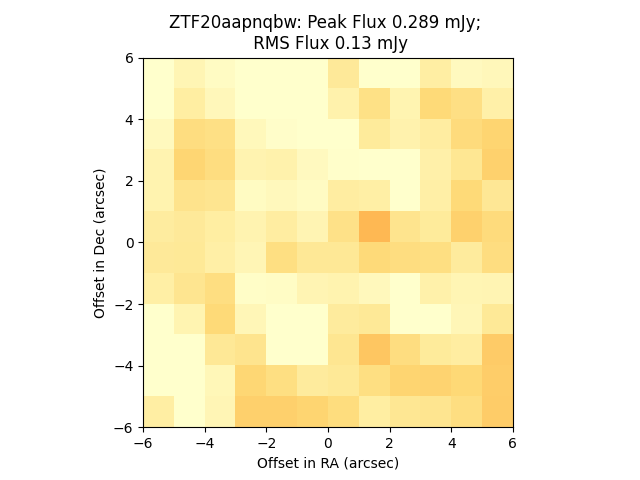 ZTF20aapnqbw: Peak Flux 0.289 mJy;
RMS Flux 0.13 mJy
6
4
2
0
−2
−4
−6
Offset in Dec (arcsec)
−6 −4 −2 0 2 4 6
Offset in RA (arcsec)